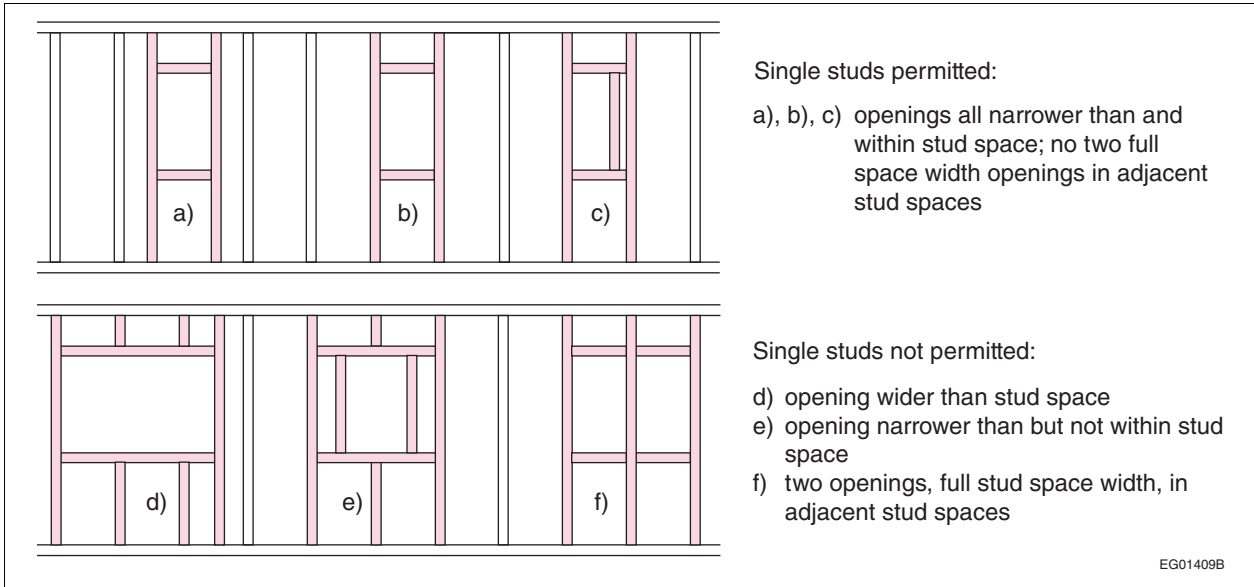 a)
b)
c)
Single studs permitted:
a), b), c) openings all narrower than and
within stud space; no two full
space width openings in adjacent
stud spaces
d)
e)
f)
Single studs not permitted:
d) opening wider than stud space
e) opening narrower than but not within stud
space
f) two openings, full stud space width, in
adjacent stud spaces
EG01409B